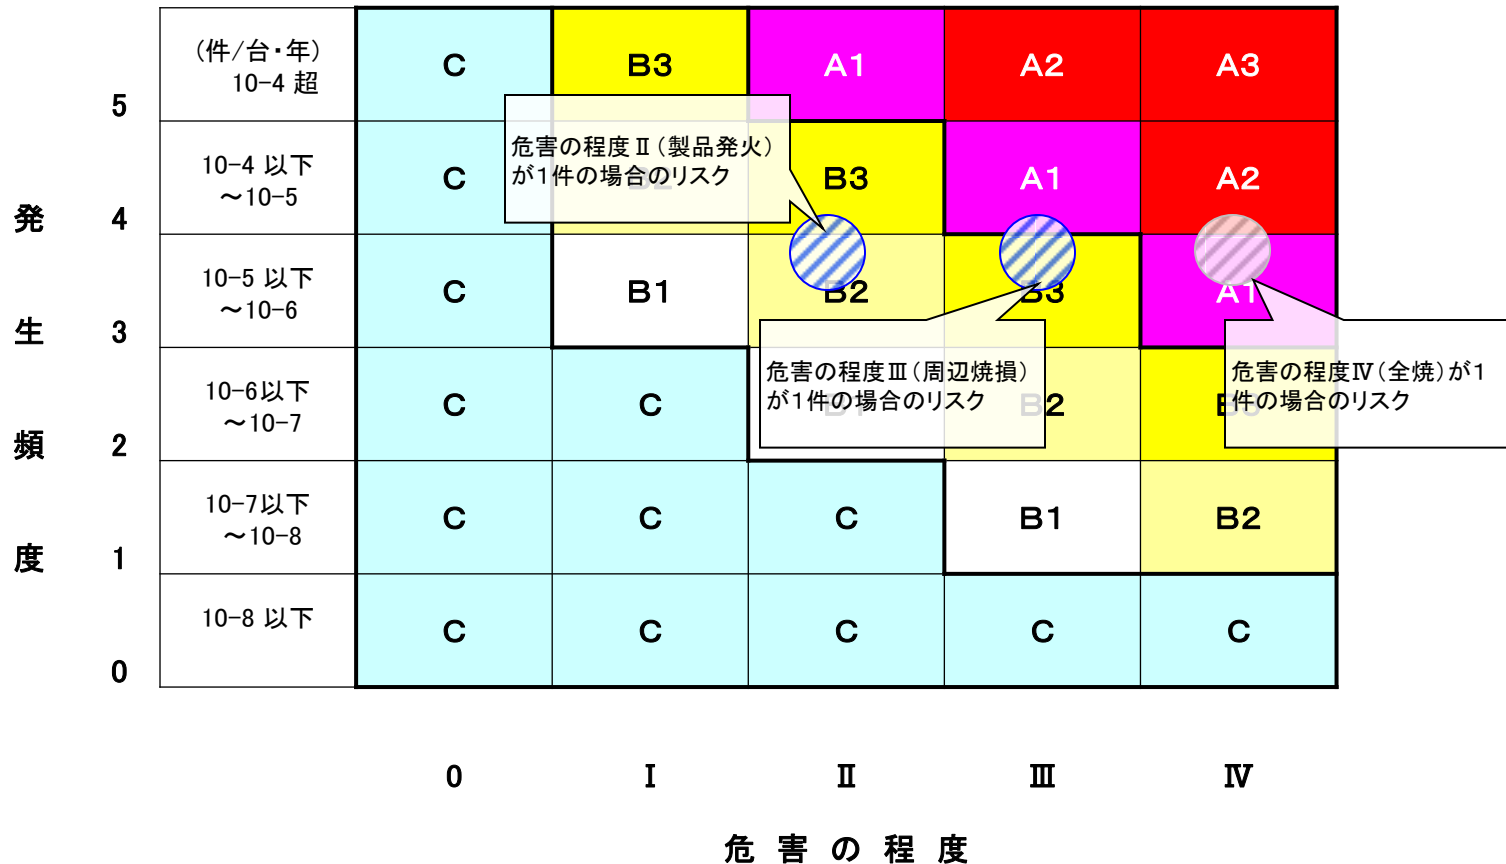 (件/台・年)
10-4 超
5
C
B3
A1
A2
A3
10-4 以下
～10-5
4
C
B2
B3
A1
A2
危害の程度Ⅱ(製品発火)
が1件の場合のリスク
10-5 以下
～10-6
3
C
B1
B2
B3
A1
10-6以下
～10-7
2
C
C
B1
B2
B3
危害の程度Ⅲ(周辺焼損)
が1件の場合のリスク
危害の程度Ⅳ(全焼)が1
件の場合のリスク
10-7以下
～10-8
1
C
C
C
B1
B2
10-8 以下
0
C
C
C
C
C
発生頻度
0
Ⅰ
Ⅱ
Ⅲ
Ⅳ
危害の程度